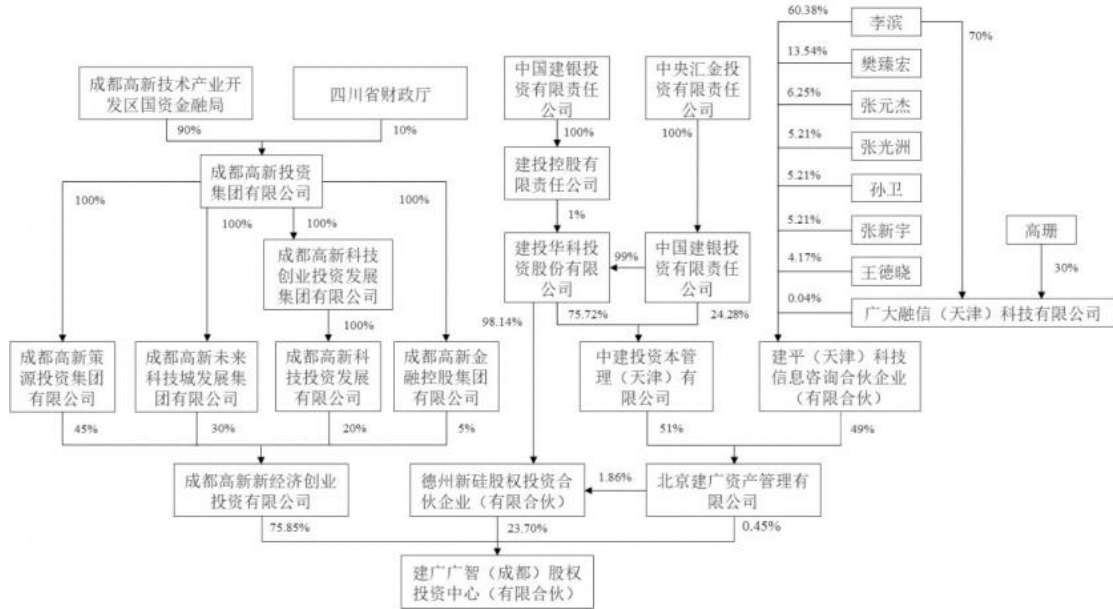 60.38%
李滨
70%
13.54%
樊臻宏
6.25%
张元杰
5.21%
张光洲
5.21%
孙卫
5.21%
张新宇
4.17%
王德晓
0.04%
高珊
30%
广大融信（天津）科技有限公司
成都高新技术产业开
发区国资金融局
四川省财政厅
90%
10%
中国建银投
资有限责任
公司
中央汇金投
资有限责任
公司
100%
100%
成都高新投资
集团有限公司
建投控股有
限责任公司
1%
100%
100%
100%
100%
成都高新科技
创业投资发展
集团有限公司
建投华科投
资股份有限
公司
99%
中国建银投
资有限责任
公司
100%
98.14%
75.72%
24.28%
成都高新策
源投资集团
有限公司
成都高新未来
科技城发展集
团有限公司
成都高新科
技投资发展
有限公司
成都高新金
融控股集团
有限公司
中建投资本管
理（天津）有
限公司
建平（天津）科技
信息咨询合伙企业
（有限合伙）
45%
30%
20%
5%
51%
49%
成都高新新经济创业
投资有限公司
德州新硅股权投资合
伙企业（有限合伙）
1.86%
北京建广资产管理有
限公司
75.85%
23.70%
0.45%
建广广智（成都）股权
投资中心（有限合伙）